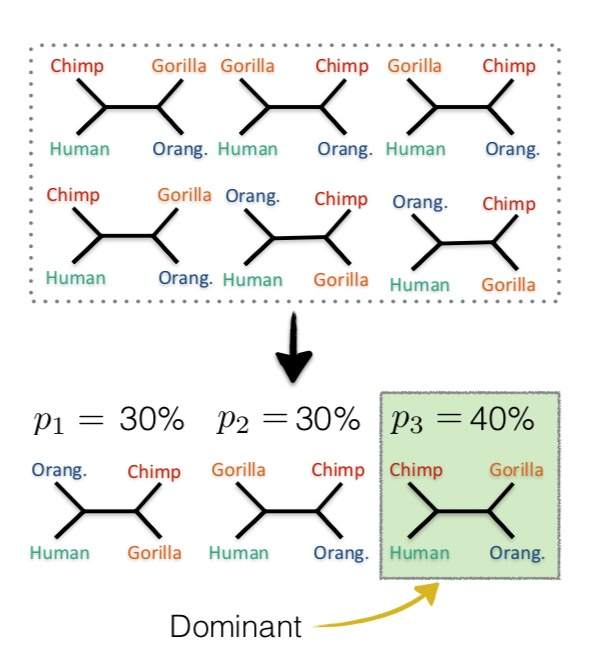 Chimp Gorilla Gorilla Chimp Gorilla Chimp
Human Orang. Human Orang. Human Orang.
Chimp Gorilla Orang. Chimp Orang. Chimp
Human Orang. Human Gorilla Human Gorilla
p₁ = 30% p₂ = 30% p₃ = 40%
Orang. Chimp Gorilla Chimp Chimp Gorilla
Human Gorilla Human Orang. Human Orang.
Dominant